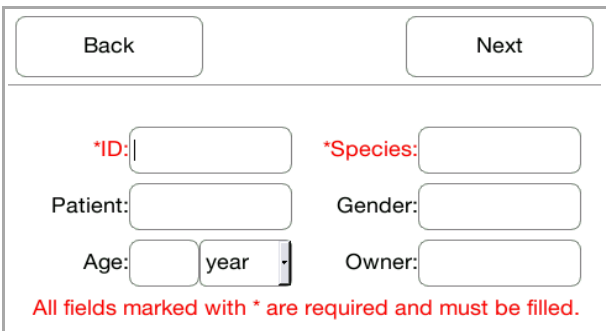 Back Next
*ID: *Species:
Patient: Gender:
Age: year Owner:
All fields marked with * are required and must be filled.